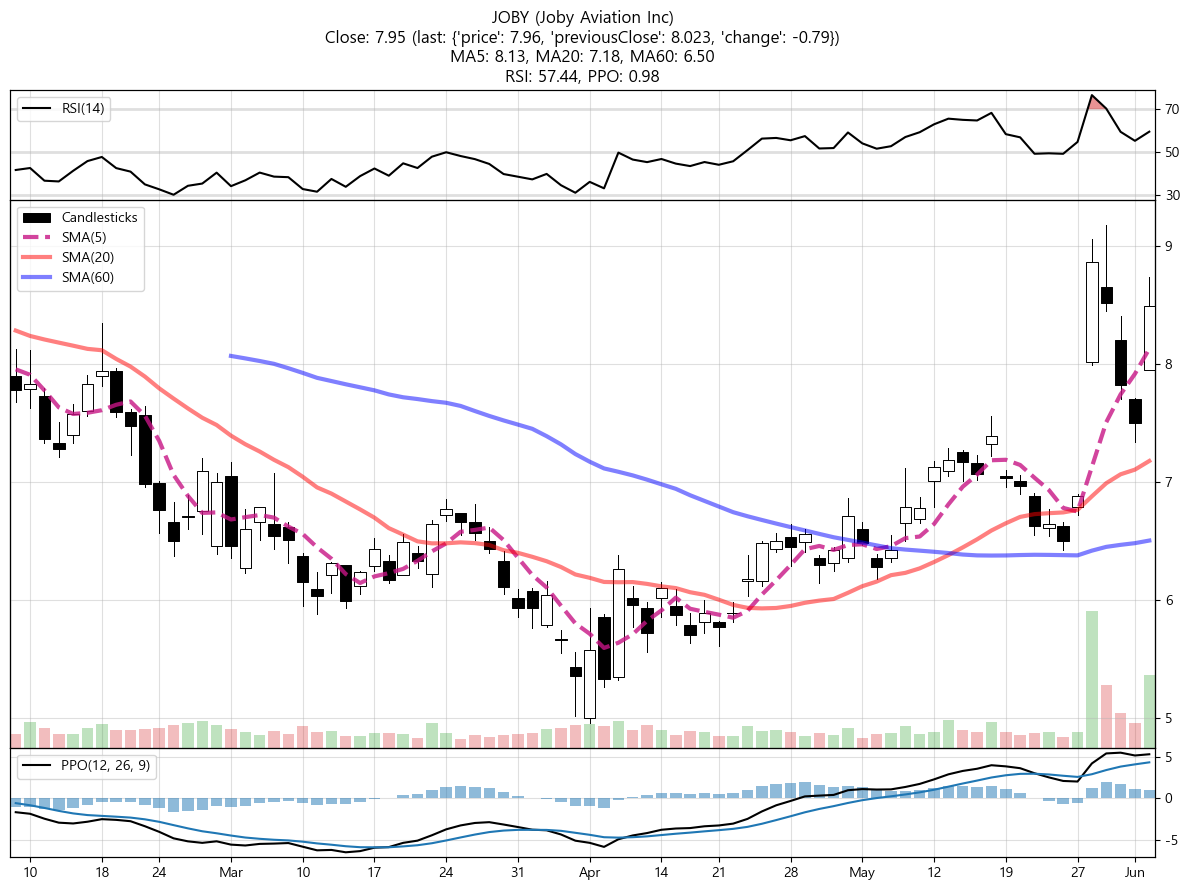 JOBY (Joby Aviation Inc)
Close: 7.95 (last: {'price': 7.96, 'previousClose': 8.023, 'change': -0.79})
MA5: 8.13, MA20: 7.18, MA60: 6.50
RSI: 57.44, PPO: 0.98
RSI(14)
70
50
30
Candlesticks
SMA(5)
SMA(20)
SMA(60)
9
8
7
6
5
PPO(12, 26, 9)
5
0
-5
10 18 24 Mar 10 17 24 31 Apr 14 21 28 May 12 19 27 Jun